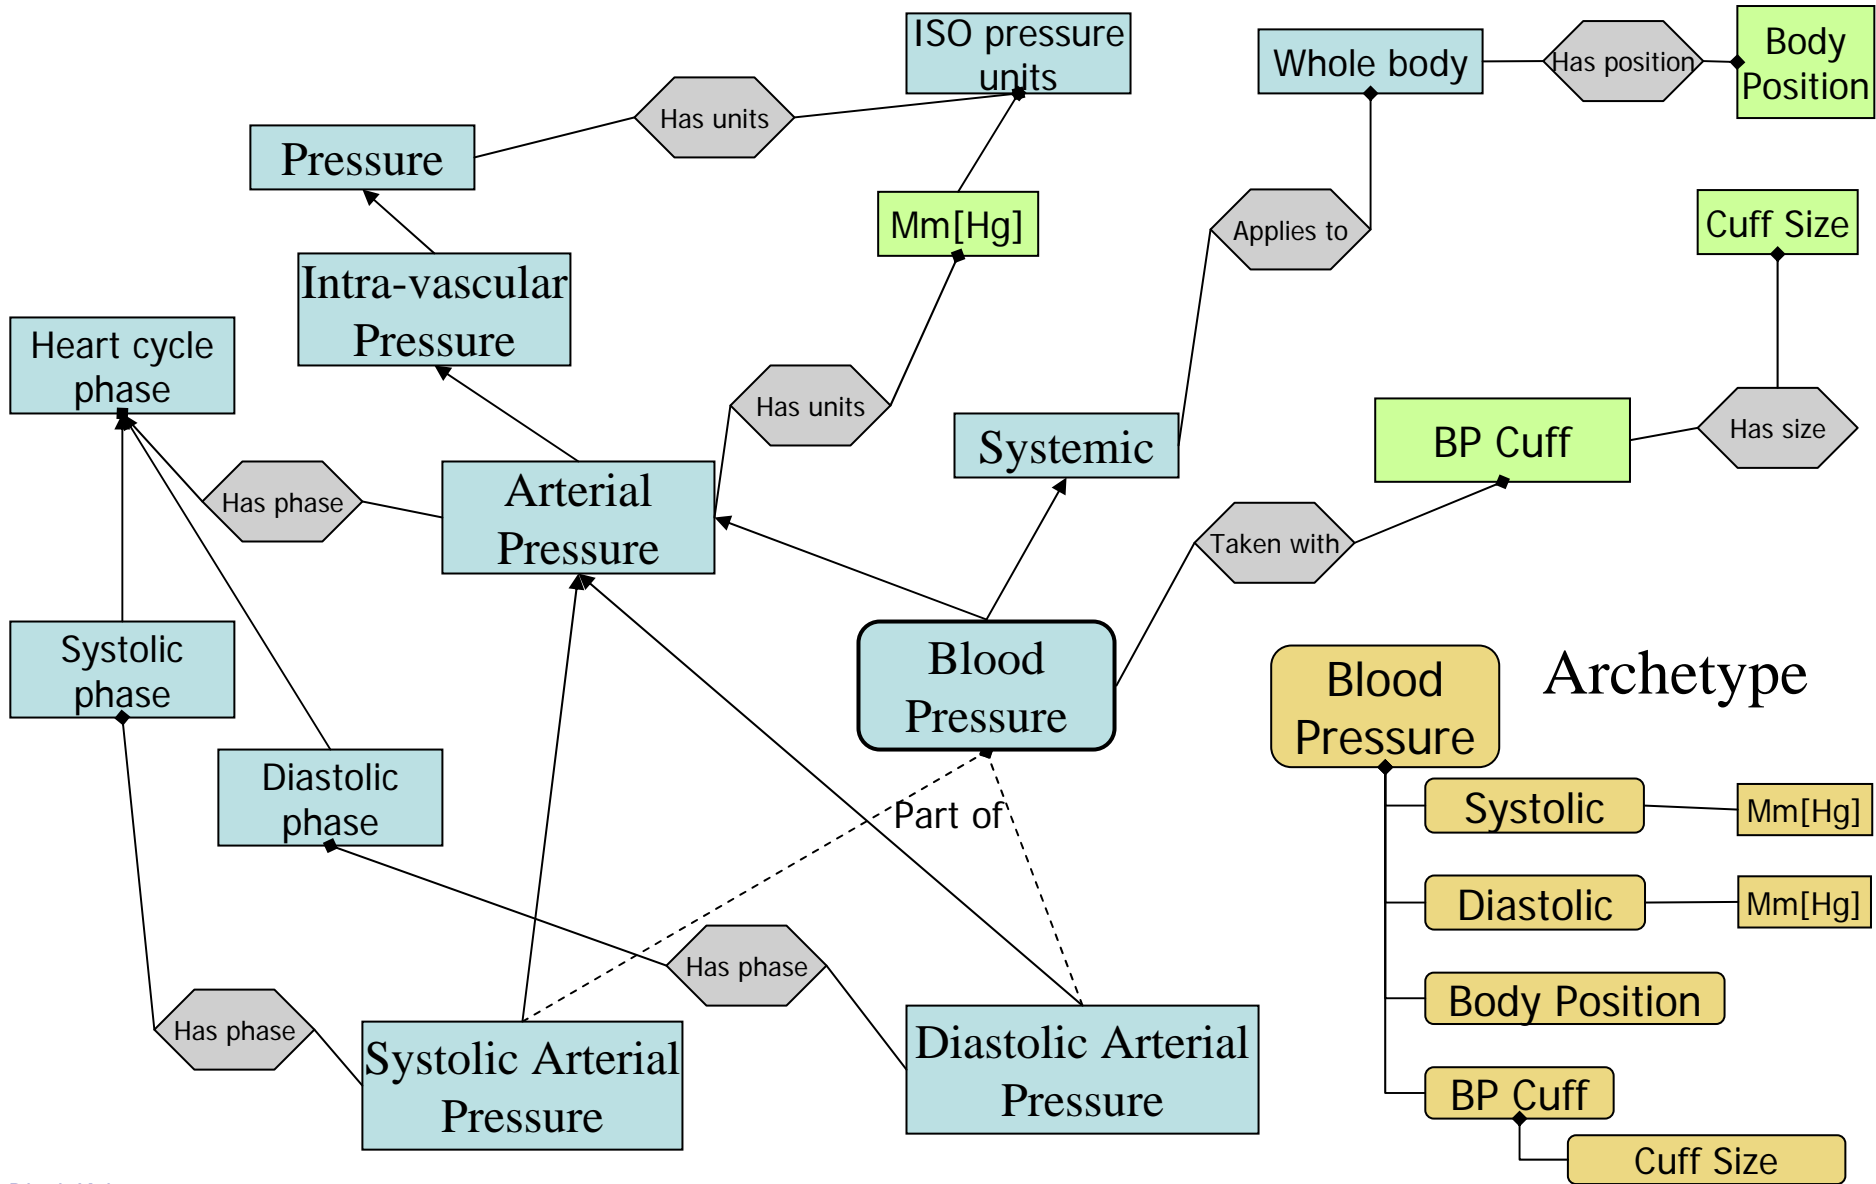 ISO pressure
units
Whole body
Has position
Body
Position
Has units
Pressure
Mm[Hg]
Applies to
Cuff Size
Intra-vascular
Pressure
Heart cycle
phase
Has units
Systemic
BP Cuff
Has size
Has phase
Arterial
Pressure
Taken with
Systolic
phase
Blood
Pressure
Blood
Pressure
Archetype
Diastolic
phase
Part of
Systolic
Mm[Hg]
Diastolic
Mm[Hg]
Has phase
Body Position
Has phase
Systolic Arterial
Pressure
Diastolic Arterial
Pressure
BP Cuff
Cuff Size